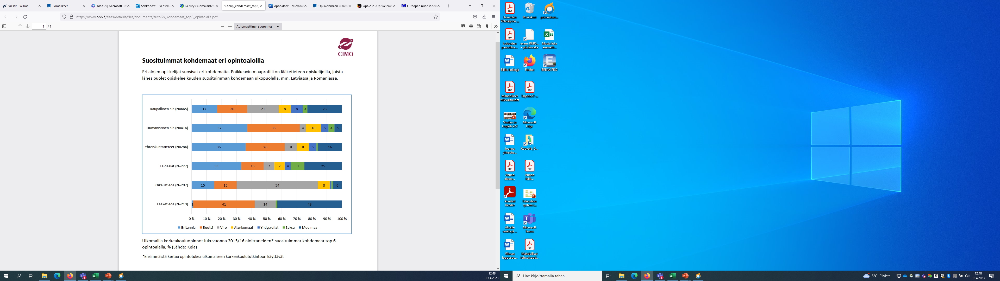 Viestit - Wilma
Lomakkeet
Aloitus | Microsoft 36
Sähköposti – Vepsälä
Selvitys suomalaisten
suto6p_kohdemaat_top6_
opo6.docx - Microsof
Opiskelemaan ulkom
Op6 2023 Opiskelema
Euroopan nuorisopor
https://www.oph.fi/sites/default/files/documents/suto6p_kohdemaat_top6_opintolalla.pdf
1 / 1
Automaattinen suurennus
CIMO
Suosituimmat kohdemaat eri opintoaloilla
Eri alojen opiskelijat suosivat eri kohdemaita. Poikkeavin maaprofiili on lääketieteen opiskelijoilla, joista
lähes puolet opiskelee kuuden suosituimman kohdemaan ulkopuolella, mm. Latviassa ja Romaniassa.
Kaupallinen ala (N=665) 17 20 21 8 8 3 23
Humanistinen ala (N=416) 37 35 4 10 5 4 5
Yhteiskuntatieteet (N=284) 36 26 8 8 5 16
Taidealat (N=227) 33 15 7 7 4 9 25
Oikeustiede (N=207) 15 15 54 8 6
Lääketiede (N=219) 1 41 14 43
0 % 10 % 20 % 30 % 40 % 50 % 60 % 70 % 80 % 90 % 100 %
Britannia Ruotsi Viro Alankomaat Yhdysvallat Saksa Muu maa
Ulkomailla korkeakouluopinnot lukuvuonna 2015/16 aloittaneiden* suosituimmat kohdemaat top 6
opintoalalla, % (Lähde: Kela)
*Ensimmäistä kertaa opintotukea ulkomaiseen korkeakoulututkintoon käyttävät
12.48
13.4.2023
Kouvolan
Yhteislyseo ...
Roskakori
primuskurr...
Lukioiden
perioditus...
exam_RUB5...
– pikakuvake
Musta lista
ammatti...
Ellille linkkejä
Firefox
BREAK PRO
Mahdolliset
tulevaisuudet
Tarjotin22-...
Studies in
English k22
Microsoft
Edge
Joanna
yhteisha...
Kouvola_O...
Annan
alusta...
Annan
lukk...
Acrobat
Reader
Education
system i...
Alisalle
vinkkejä ...
Microsoft
Teams
Vilman
loppusuo...
Mahdolliset
tulevaisuud...
Hae kirjoittamalla tähän.
5°C Pilvistä
12.48
13.4.2023